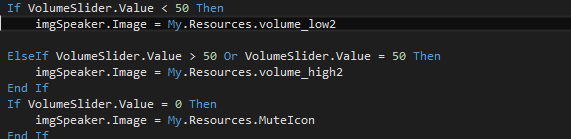 If VolumeSlider.Value < 50 Then
imgSpeaker.Image = My.Resources.volume_low2
ElseIf VolumeSlider.Value > 50 Or VolumeSlider.Value = 50 Then
imgSpeaker.Image = My.Resources.volume_high2
End If
If VolumeSlider.Value = 0 Then
imgSpeaker.Image = My.Resources.MuteIcon
End If